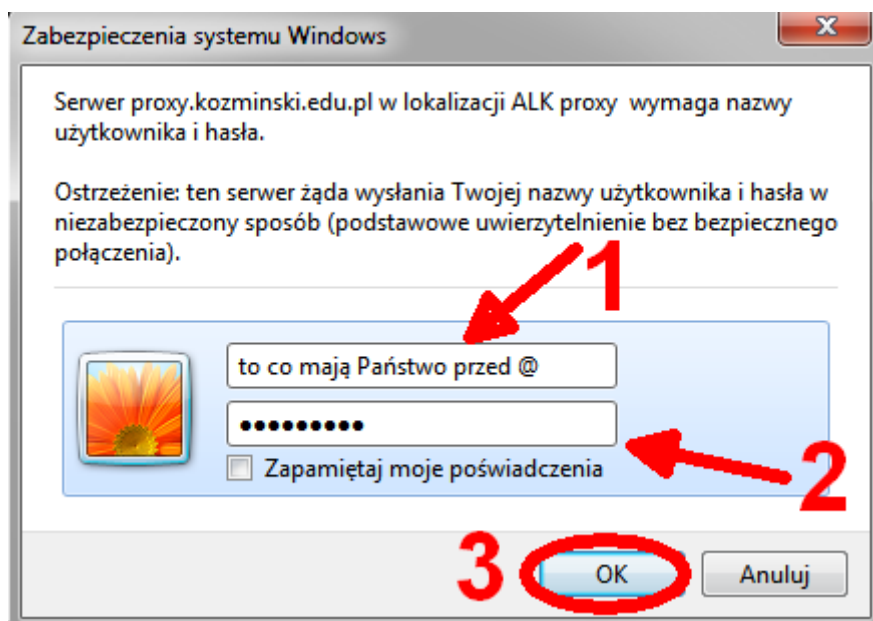 Zabezpieczenia systemu Windows
Serwer proxy.kozminski.edu.pl w lokalizacji ALK proxy wymaga nazwy
użytkownika i hasła.
Ostrzeżenie: ten serwer żąda wysłania Twojej nazwy użytkownika i hasła w
niezabezpieczony sposób (podstawowe uwierzytelnienie bez bezpiecznego
połączenia).
1
to co mają Państwo przed @
●●●●●●●●●
Zapamiętaj moje poświadczenia
2
3 OK Anuluj